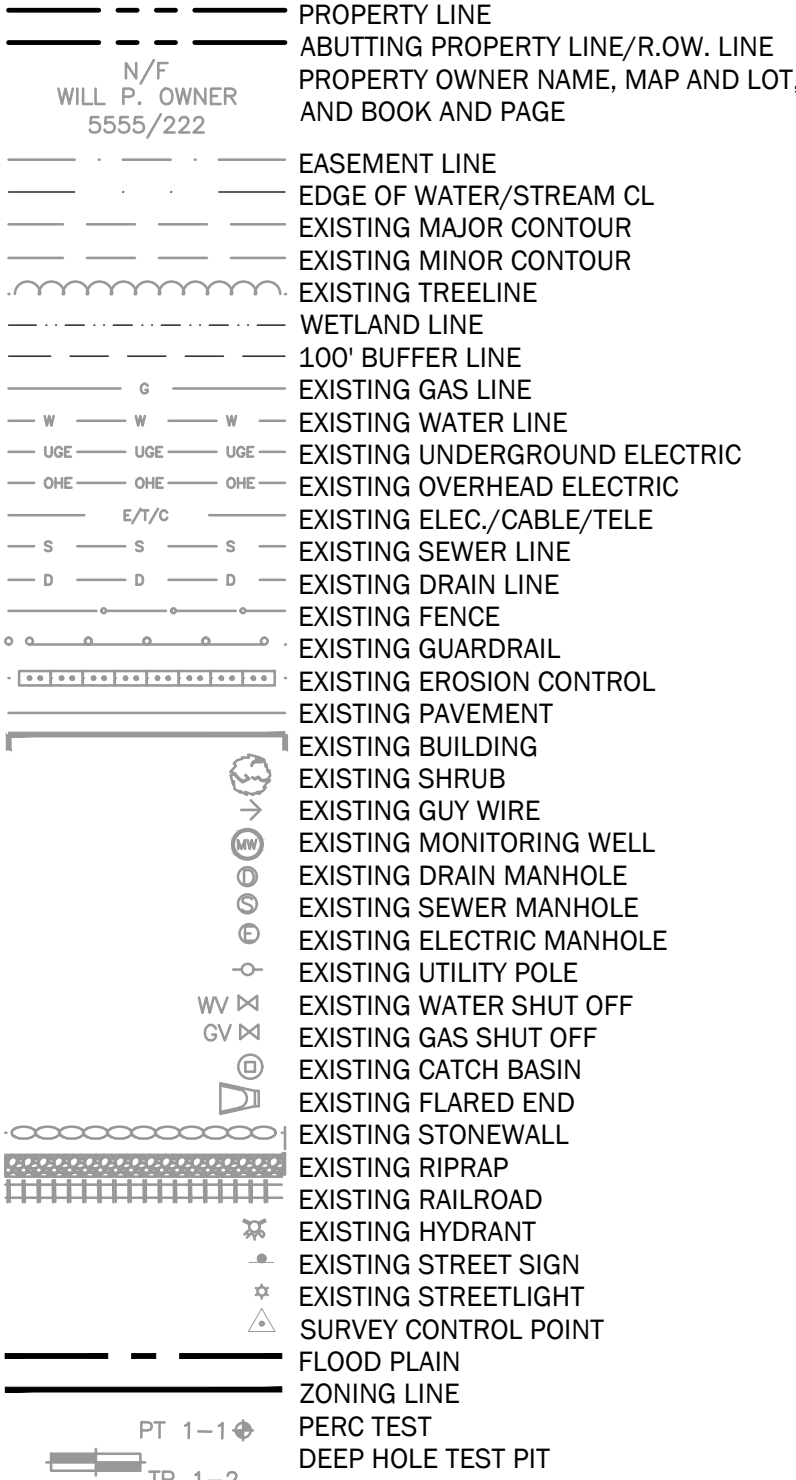 PROPERTY LINE
ABUTTING PROPERTY LINE/R.OW. LINE
N/F
WILL P. OWNER
5555/222
PROPERTY OWNER NAME, MAP AND LOT,
AND BOOK AND PAGE
EASEMENT LINE
EDGE OF WATER/STREAM CL
EXISTING MAJOR CONTOUR
EXISTING MINOR CONTOUR
EXISTING TREELINE
WETLAND LINE
100' BUFFER LINE
G EXISTING GAS LINE
W W W EXISTING WATER LINE
UGE UGE UGE EXISTING UNDERGROUND ELECTRIC
OHE OHE OHE EXISTING OVERHEAD ELECTRIC
E/T/C EXISTING ELEC./CABLE/TELE
S S S EXISTING SEWER LINE
D D D EXISTING DRAIN LINE
EXISTING FENCE
EXISTING GUARDRAIL
EXISTING EROSION CONTROL
EXISTING PAVEMENT
EXISTING BUILDING
EXISTING SHRUB
EXISTING GUY WIRE
MW EXISTING MONITORING WELL
D EXISTING DRAIN MANHOLE
S EXISTING SEWER MANHOLE
E EXISTING ELECTRIC MANHOLE
EXISTING UTILITY POLE
WV EXISTING WATER SHUT OFF
GV EXISTING GAS SHUT OFF
EXISTING CATCH BASIN
EXISTING FLARED END
EXISTING STONEWALL
EXISTING RIPRAP
EXISTING RAILROAD
EXISTING HYDRANT
EXISTING STREET SIGN
EXISTING STREETLIGHT
SURVEY CONTROL POINT
FLOOD PLAIN
ZONING LINE
PT 1-1 PERC TEST
DEEP HOLE TEST PIT
TP 1-2